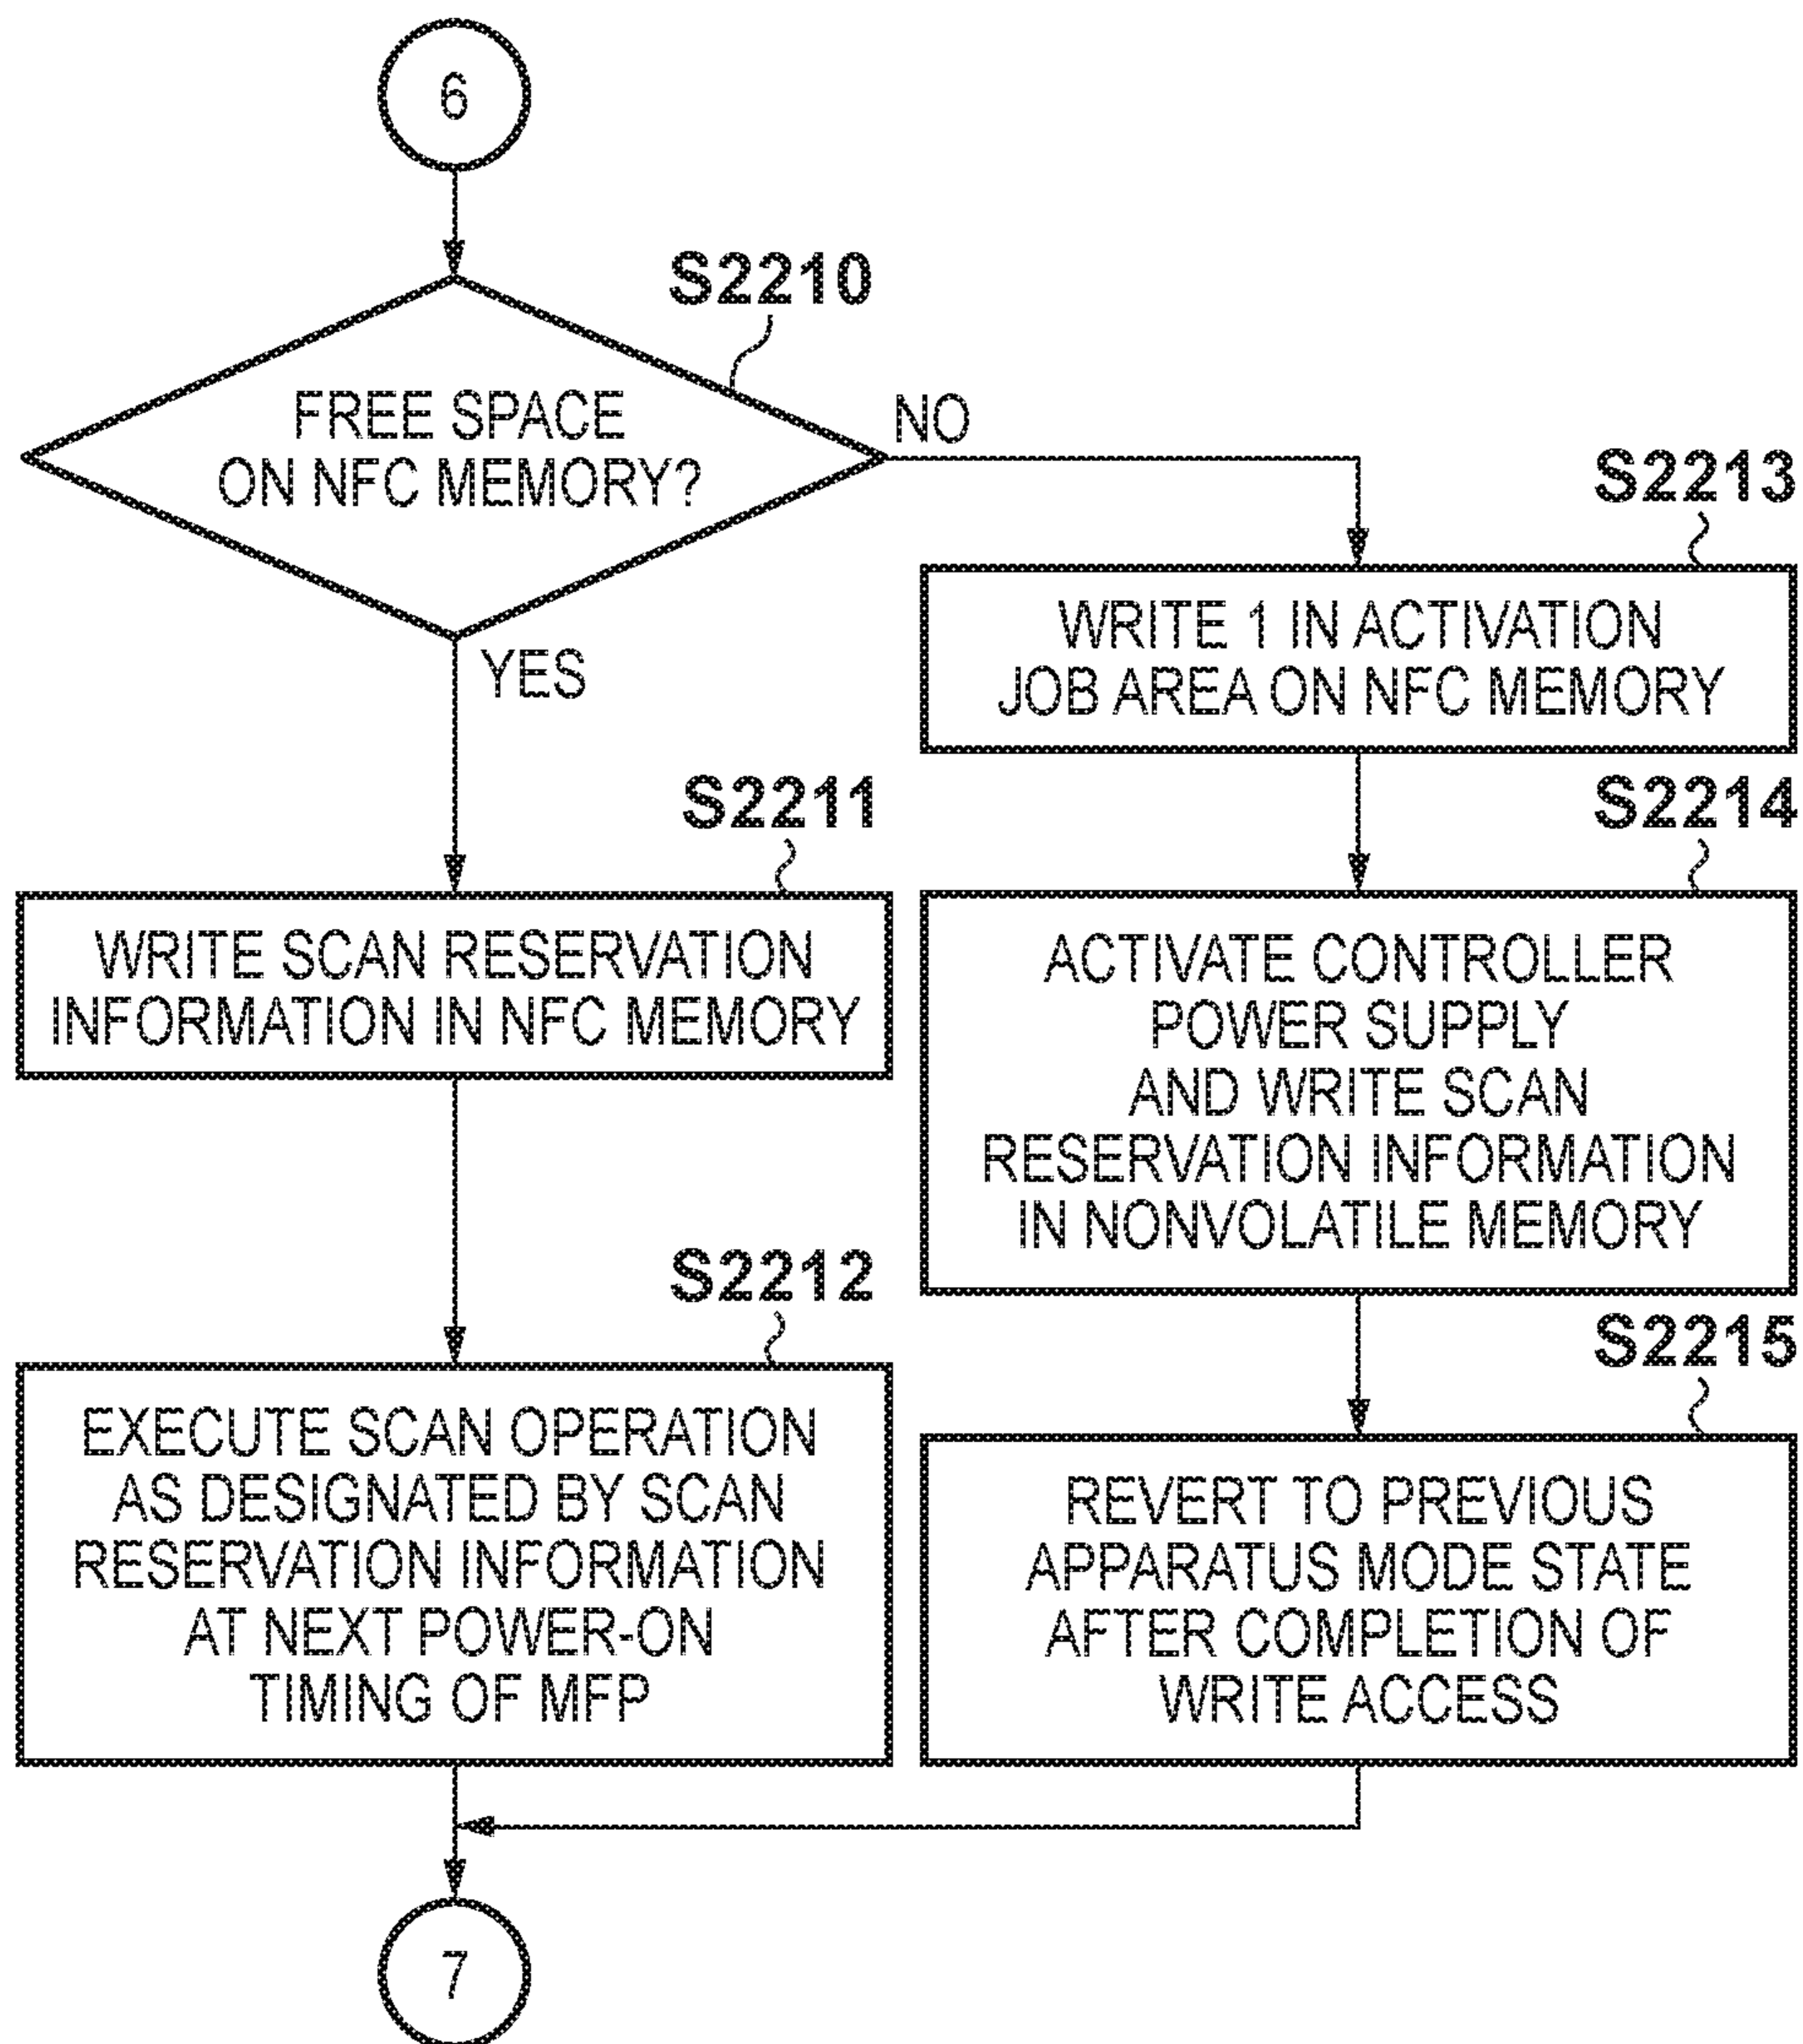 6
S2210
FREE SPACE
ON NFC MEMORY?
NO
YES
S2213
WRITE 1 IN ACTIVATION
JOB AREA ON NFC MEMORY
S2211
WRITE SCAN RESERVATION
INFORMATION IN NFC MEMORY
S2214
ACTIVATE CONTROLLER
POWER SUPPLY
AND WRITE SCAN
RESERVATION INFORMATION
IN NONVOLATILE MEMORY
S2212
EXECUTE SCAN OPERATION
AS DESIGNATED BY SCAN
RESERVATION INFORMATION
AT NEXT POWER-ON
TIMING OF MFP
S2215
REVERT TO PREVIOUS
APPARATUS MODE STATE
AFTER COMPLETION OF
WRITE ACCESS
7